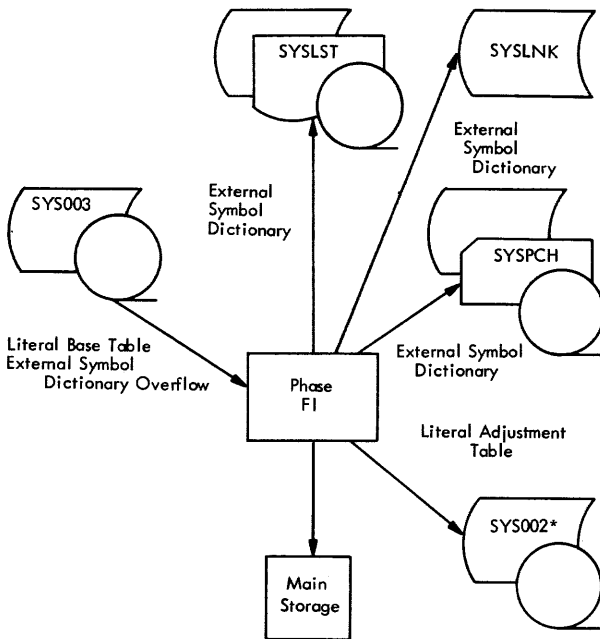 SYSLST
SYSLNK
External
Symbol
Dictionary
External
Symbol
Dictionary
SYS003
SYSPCH
Literal Base Table
External Symbol
Dictionary Overflow
Phase
FI
External Symbol
Dictionary
Literal Adjustment
Table
SYS002*
Main
Storage